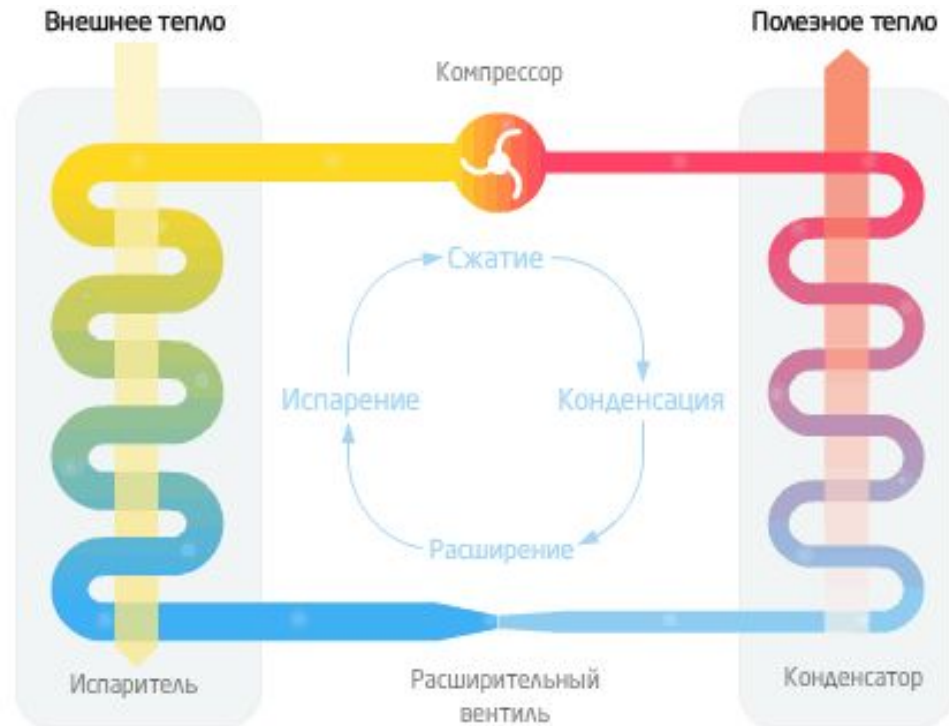 Внешнее тепло
Полезное тепло
Компрессор
Сжатие
Испарение
Конденсация
Расширение
Испаритель
Расширительный
вентиль
Конденсатор